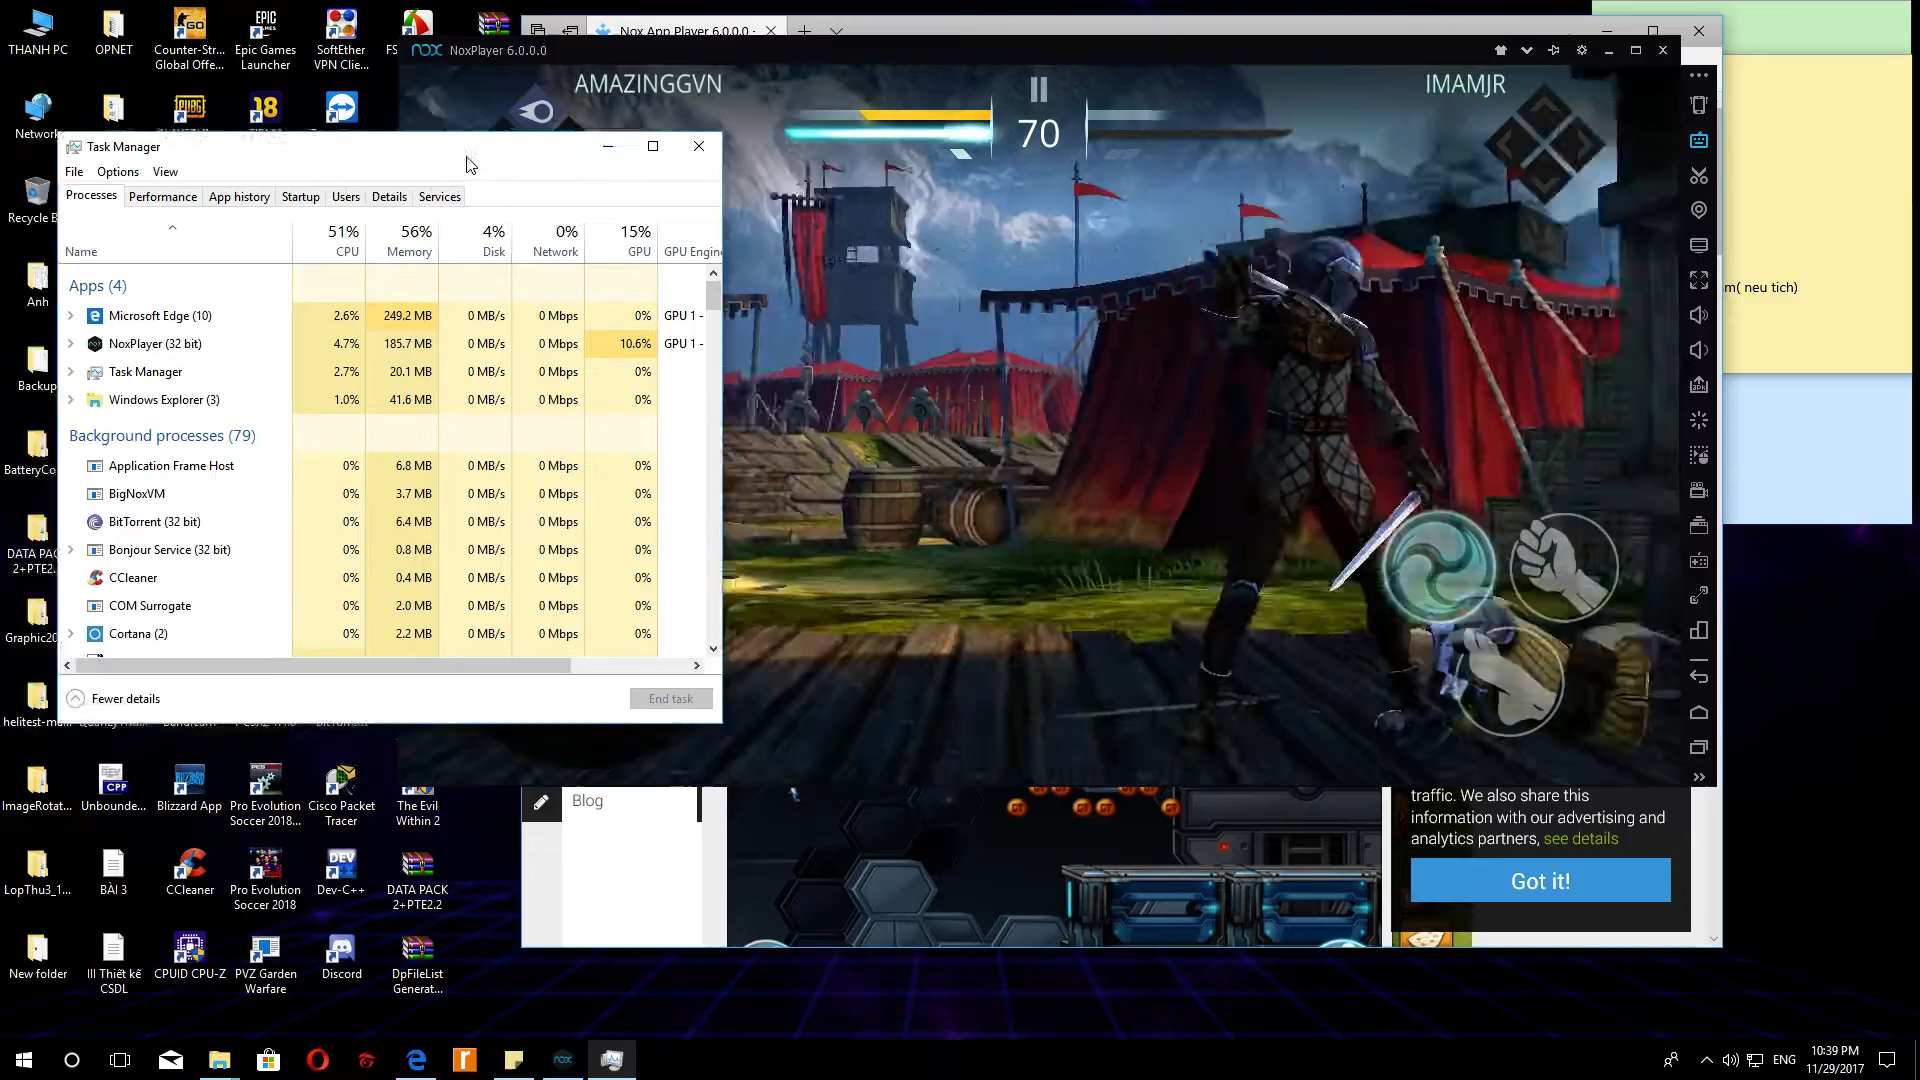 THANH PC
OPNET
Counter-Str...
Global Offe...
Epic Games
Launcher
SoftEther
VPN Clie...
Network
Recycle B
Anh
Backup
BatteryCo
DATA PAC
2+PTE2.
Graphic20
helitest-ma...
ImageRotat...
Unbounde...
Blizzard App
Pro Evolution
Soccer 2018...
Cisco Packet
Tracer
The Evil
Within 2
LopThu3_1...
BÀI 3
CCleaner
Pro Evolution
Soccer 2018
Dev-C++
DATA PACK
2+PTE2.2
New folder
III Thiết kê
CSDL
CPUID CPU-Z
PVZ Garden
Warfare
Discord
DpFileList
Generat...
Nox App Player 6.0.0.0 -
nox NoxPlayer 6.0.0.0
AMAZINGGVN
70
IMAMJR
m( neu tich)
Task Manager
File Options View
Processes Performance App history Startup Users Details Services
51% 56% 4% 0% 15%
Name CPU Memory Disk Network GPU GPU Engin
Apps (4)
Microsoft Edge (10) 2.6% 249.2 MB 0 MB/s 0 Mbps 0% GPU 1 -
NoxPlayer (32 bit) 4.7% 185.7 MB 0 MB/s 0 Mbps 10.6% GPU 1 -
Task Manager 2.7% 20.1 MB 0 MB/s 0 Mbps 0%
Windows Explorer (3) 1.0% 41.6 MB 0 MB/s 0 Mbps 0%
Background processes (79)
Application Frame Host 0% 6.8 MB 0 MB/s 0 Mbps 0%
BigNoxVM 0% 3.7 MB 0 MB/s 0 Mbps 0%
BitTorrent (32 bit) 0% 6.4 MB 0 MB/s 0 Mbps 0%
Bonjour Service (32 bit) 0% 0.8 MB 0 MB/s 0 Mbps 0%
CCleaner 0% 0.4 MB 0 MB/s 0 Mbps 0%
COM Surrogate 0% 2.0 MB 0 MB/s 0 Mbps 0%
Cortana (2) 0% 2.2 MB 0 MB/s 0 Mbps 0%
Fewer details
End task
Blog
traffic. We also share this
information with our advertising and
analytics partners, see details
Got it!
ENG
10:39 PM
11/29/2017